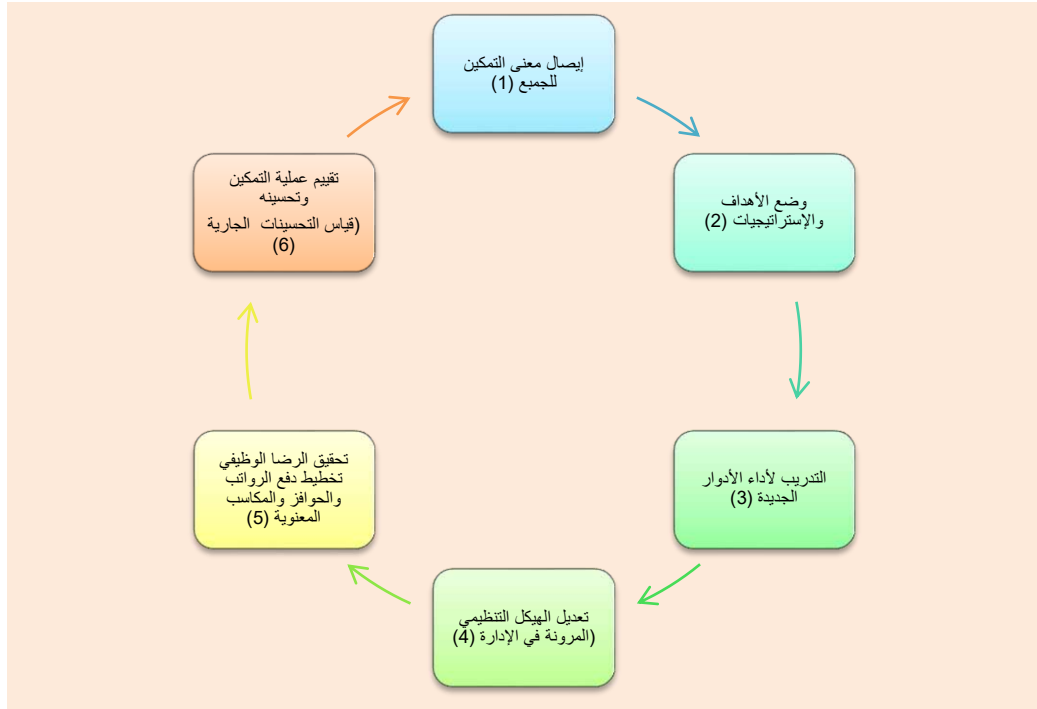 إيصال معنى التمكين
للجمبع (1)
وضع الأهداف
والإستراتيجيات (2)
التدريب لأداء الأدوار
الجديدة (3)
تعديل الهيكل التنظيمي
(المرونة في الإدارة (4)
تحقيق الرضا الوظيفي
تخطيط دفع الرواتب
والحوافز والمكاسب
المعنوية (5)
تقييم عملية التمكين
وتحسينه
(قياس التحسينات الجارية
(6)